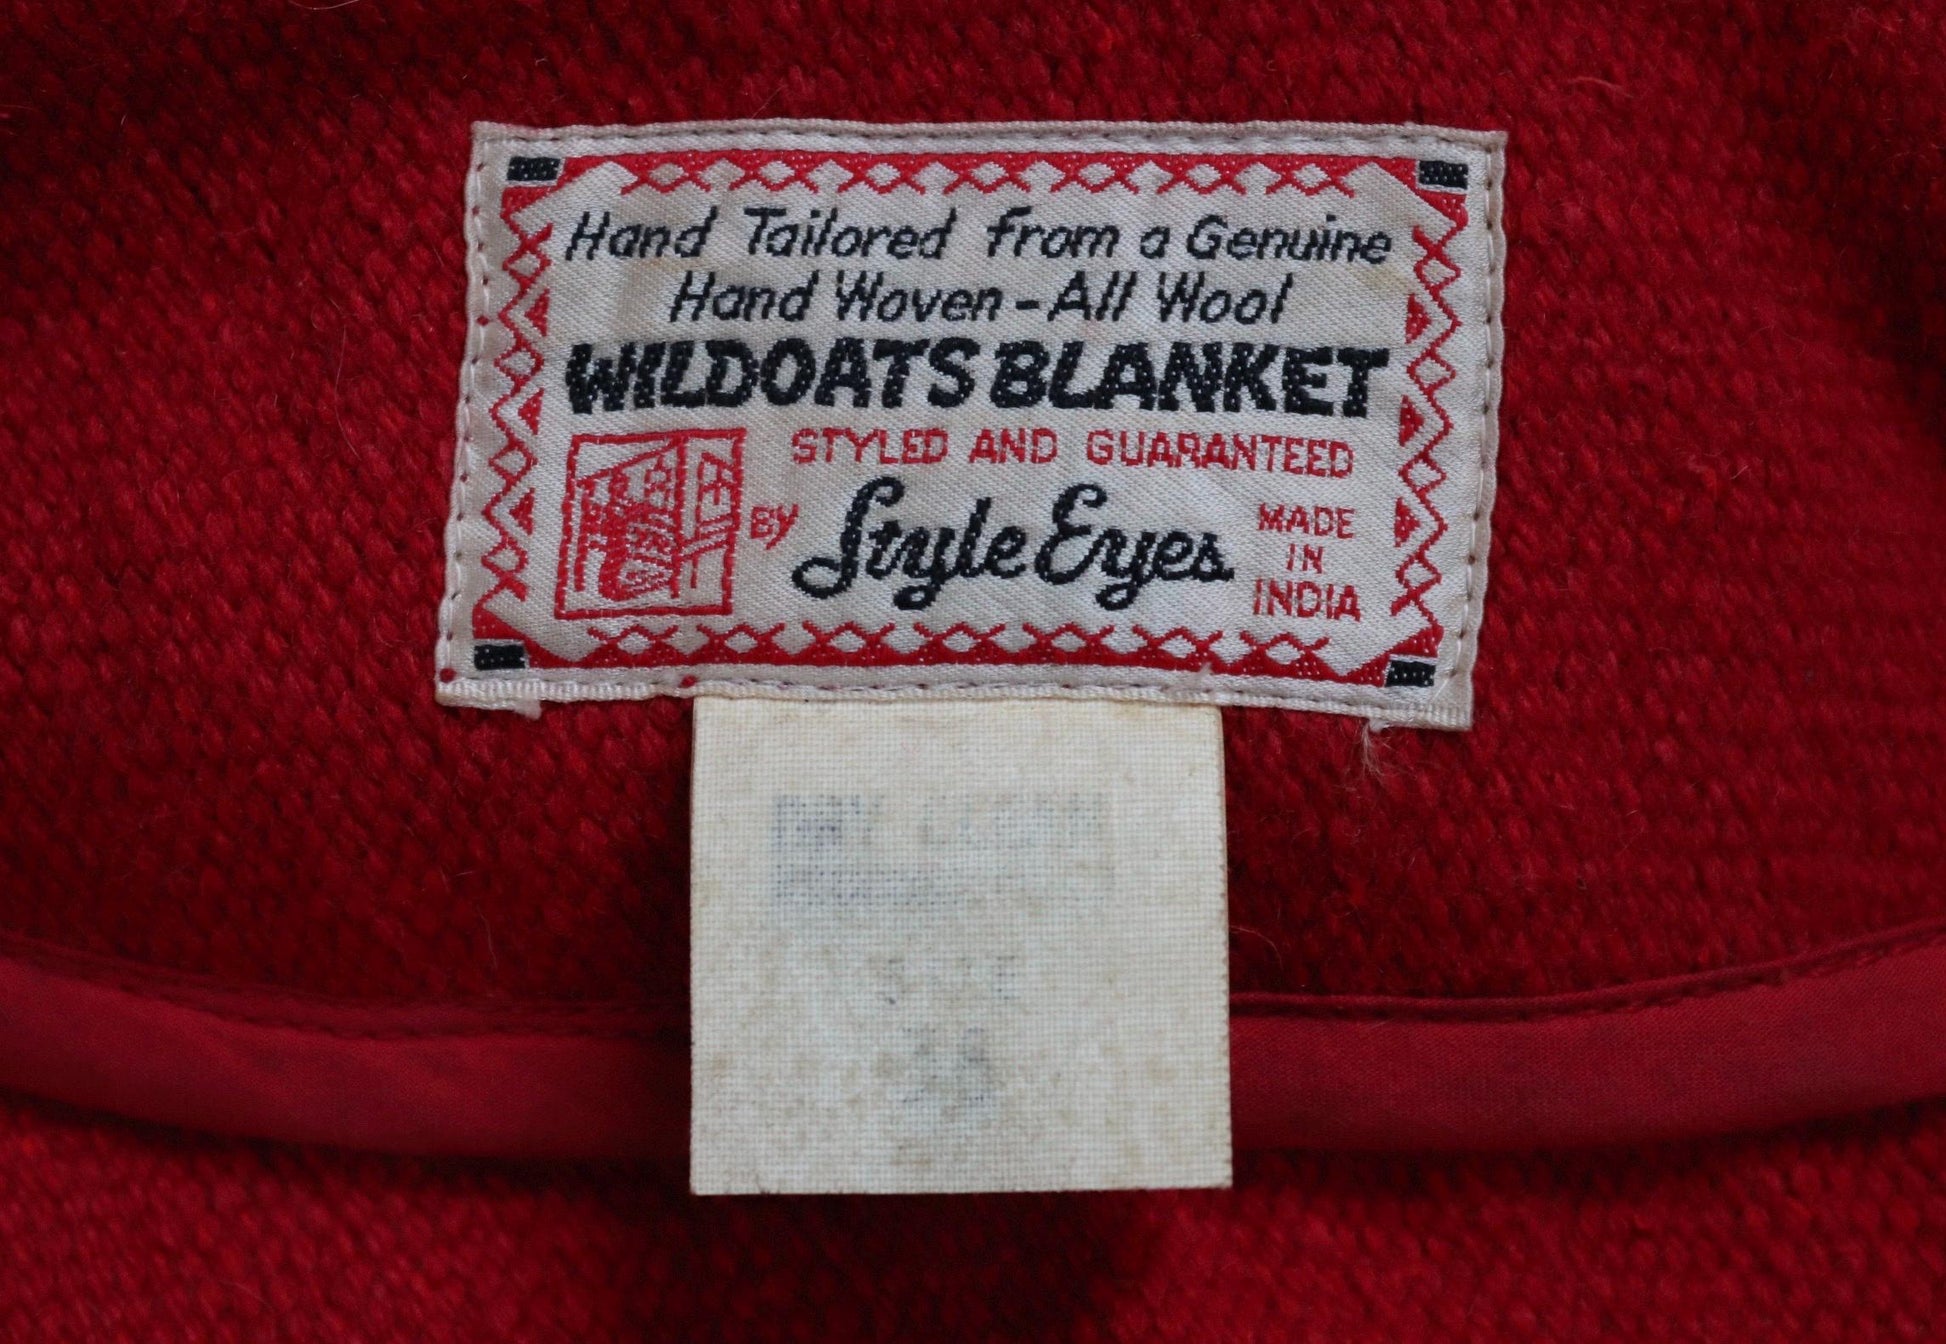 Hand Tailored from a Genuine
Hand Woven - All Wool
WILDOATS BLANKET
STYLED AND GUARANTEED
BY Style Eyes
MADE
IN
INDIA